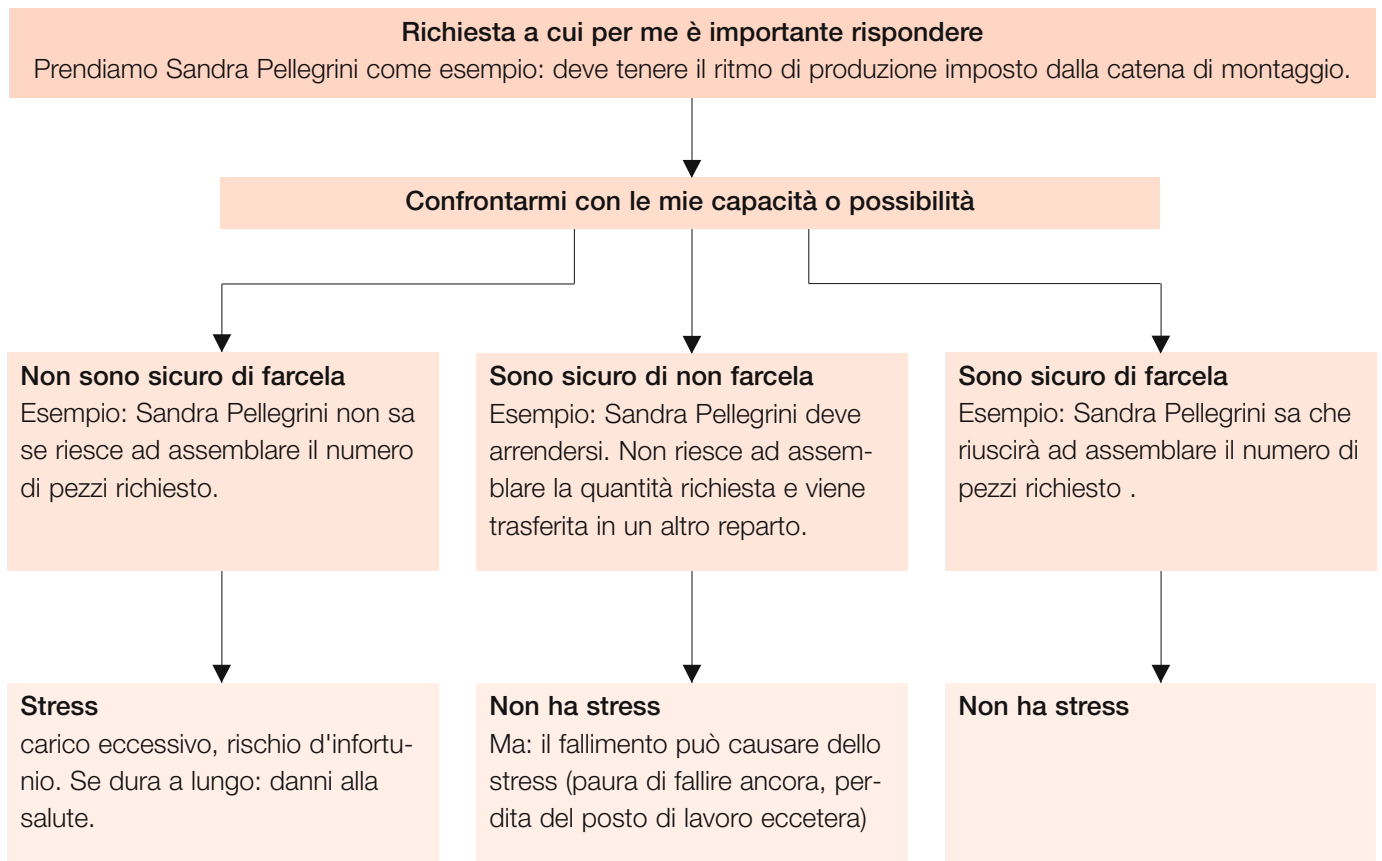 Richiesta a cui per me è importante rispondere
Prendiamo Sandra Pellegrini come esempio: deve tenere il ritmo di produzione imposto dalla catena di montaggio.
Confrontarmi con le mie capacità o possibilità
Non sono sicuro di farcela
Esempio: Sandra Pellegrini non sa
se riesce ad assemblare il numero
di pezzi richiesto.
Sono sicuro di non farcela
Esempio: Sandra Pellegrini deve
arrendersi. Non riesce ad assem-
blare la quantità richiesta e viene
trasferita in un altro reparto.
Sono sicuro di farcela
Esempio: Sandra Pellegrini sa che
riuscirà ad assemblare il numero di
pezzi richiesto .
Stress
carico eccessivo, rischio d'infortu-
nio. Se dura a lungo: danni alla
salute.
Non ha stress
Ma: il fallimento può causare dello
stress (paura di fallire ancora, per-
dita del posto di lavoro eccetera)
Non ha stress